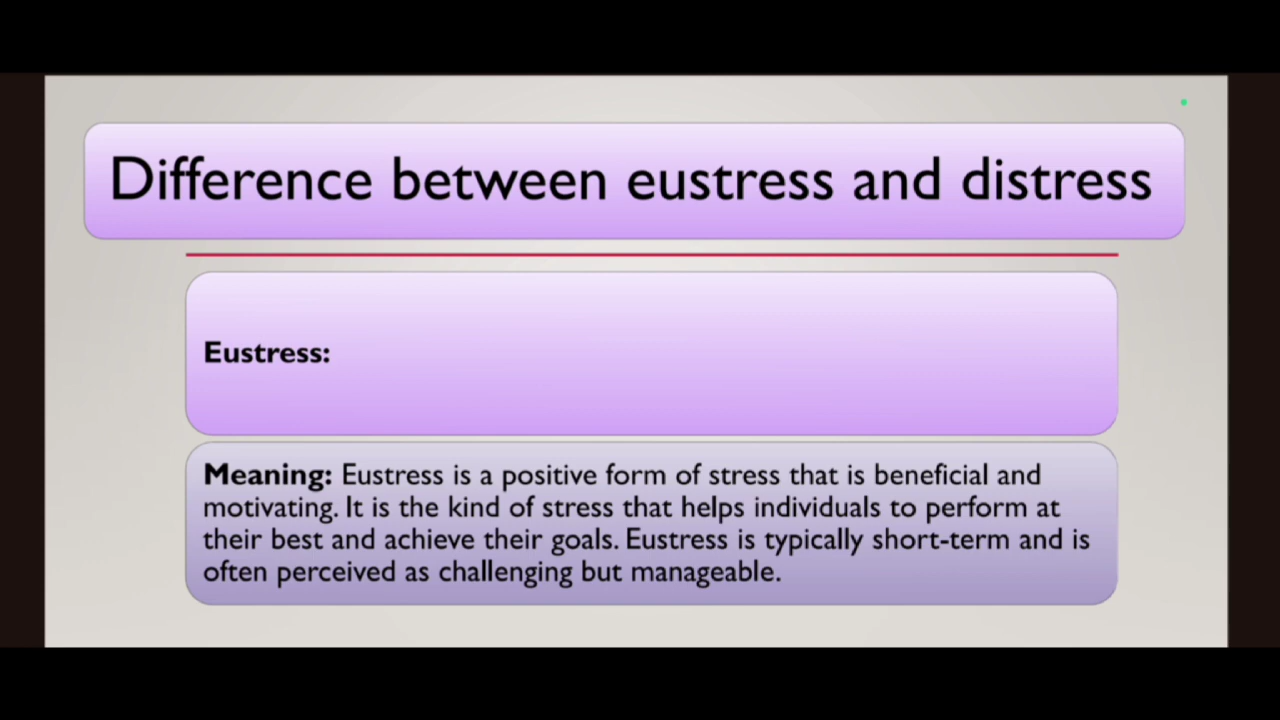 Difference between eustress and distress
Eustress:
Meaning: Eustress is a positive form of stress that is beneficial and
motivating. It is the kind of stress that helps individuals to perform at
their best and achieve their goals. Eustress is typically short-term and is
often perceived as challenging but manageable.